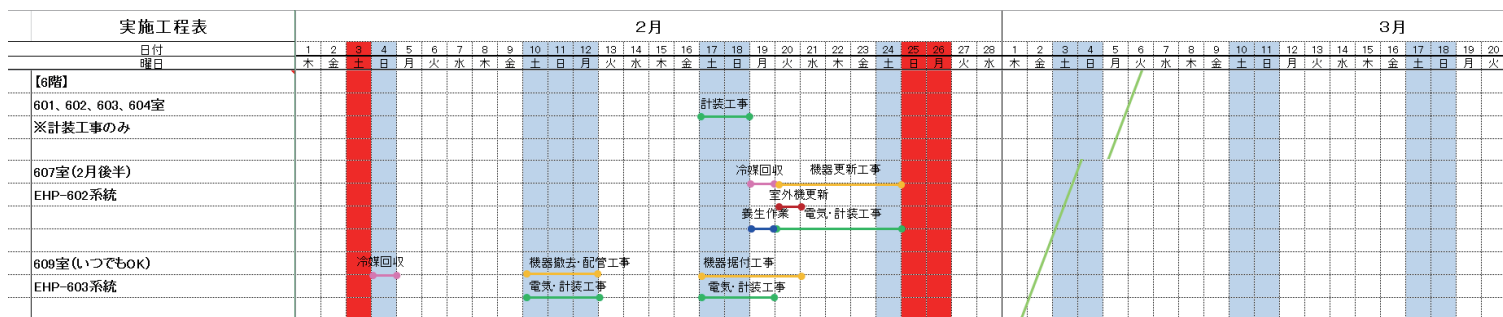 実施工程表
2月
3月
日付
1 2 3 4 5 6 7 8 9 10 11 12 13 14 15 16 17 18 19 20 21 22 23 24 25 26 27 28 1 2 3 4 5 6 7 8 9 10 11 12 13 14 15 16 17 18 19 20
曜日
木 金 土 日 月 火 水 木 金 土 日 月 火 水 木 金 土 日 月 火 水 木 金 土 日 月 火 水 木 金 土 日 月 火 水 木 金 土 日 月 火 水 木 金 土 日 月 火
【6階】
601、602、603、604室
計装工事
※計装工事のみ
607室(2月後半)
冷媒回収
機器更新工事
EHP-602系統
室外機更新
養生作業
電気・計装工事
609室(いつでもOK)
冷媒回収
機器撤去・配管工事
機器据付工事
EHP-603系統
電気・計装工事
電気・計装工事